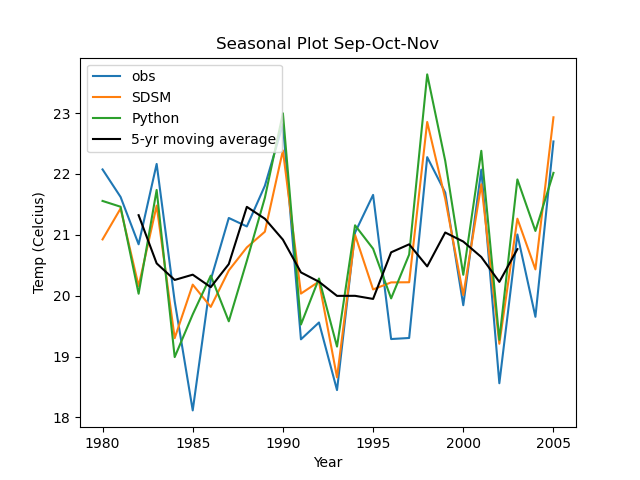 Seasonal Plot Sep-Oct-Nov
obs
SDSM
Python
5-yr moving average
23
22
21
20
19
18
Temp (Celcius)
1980 1985 1990 1995 2000 2005
Year